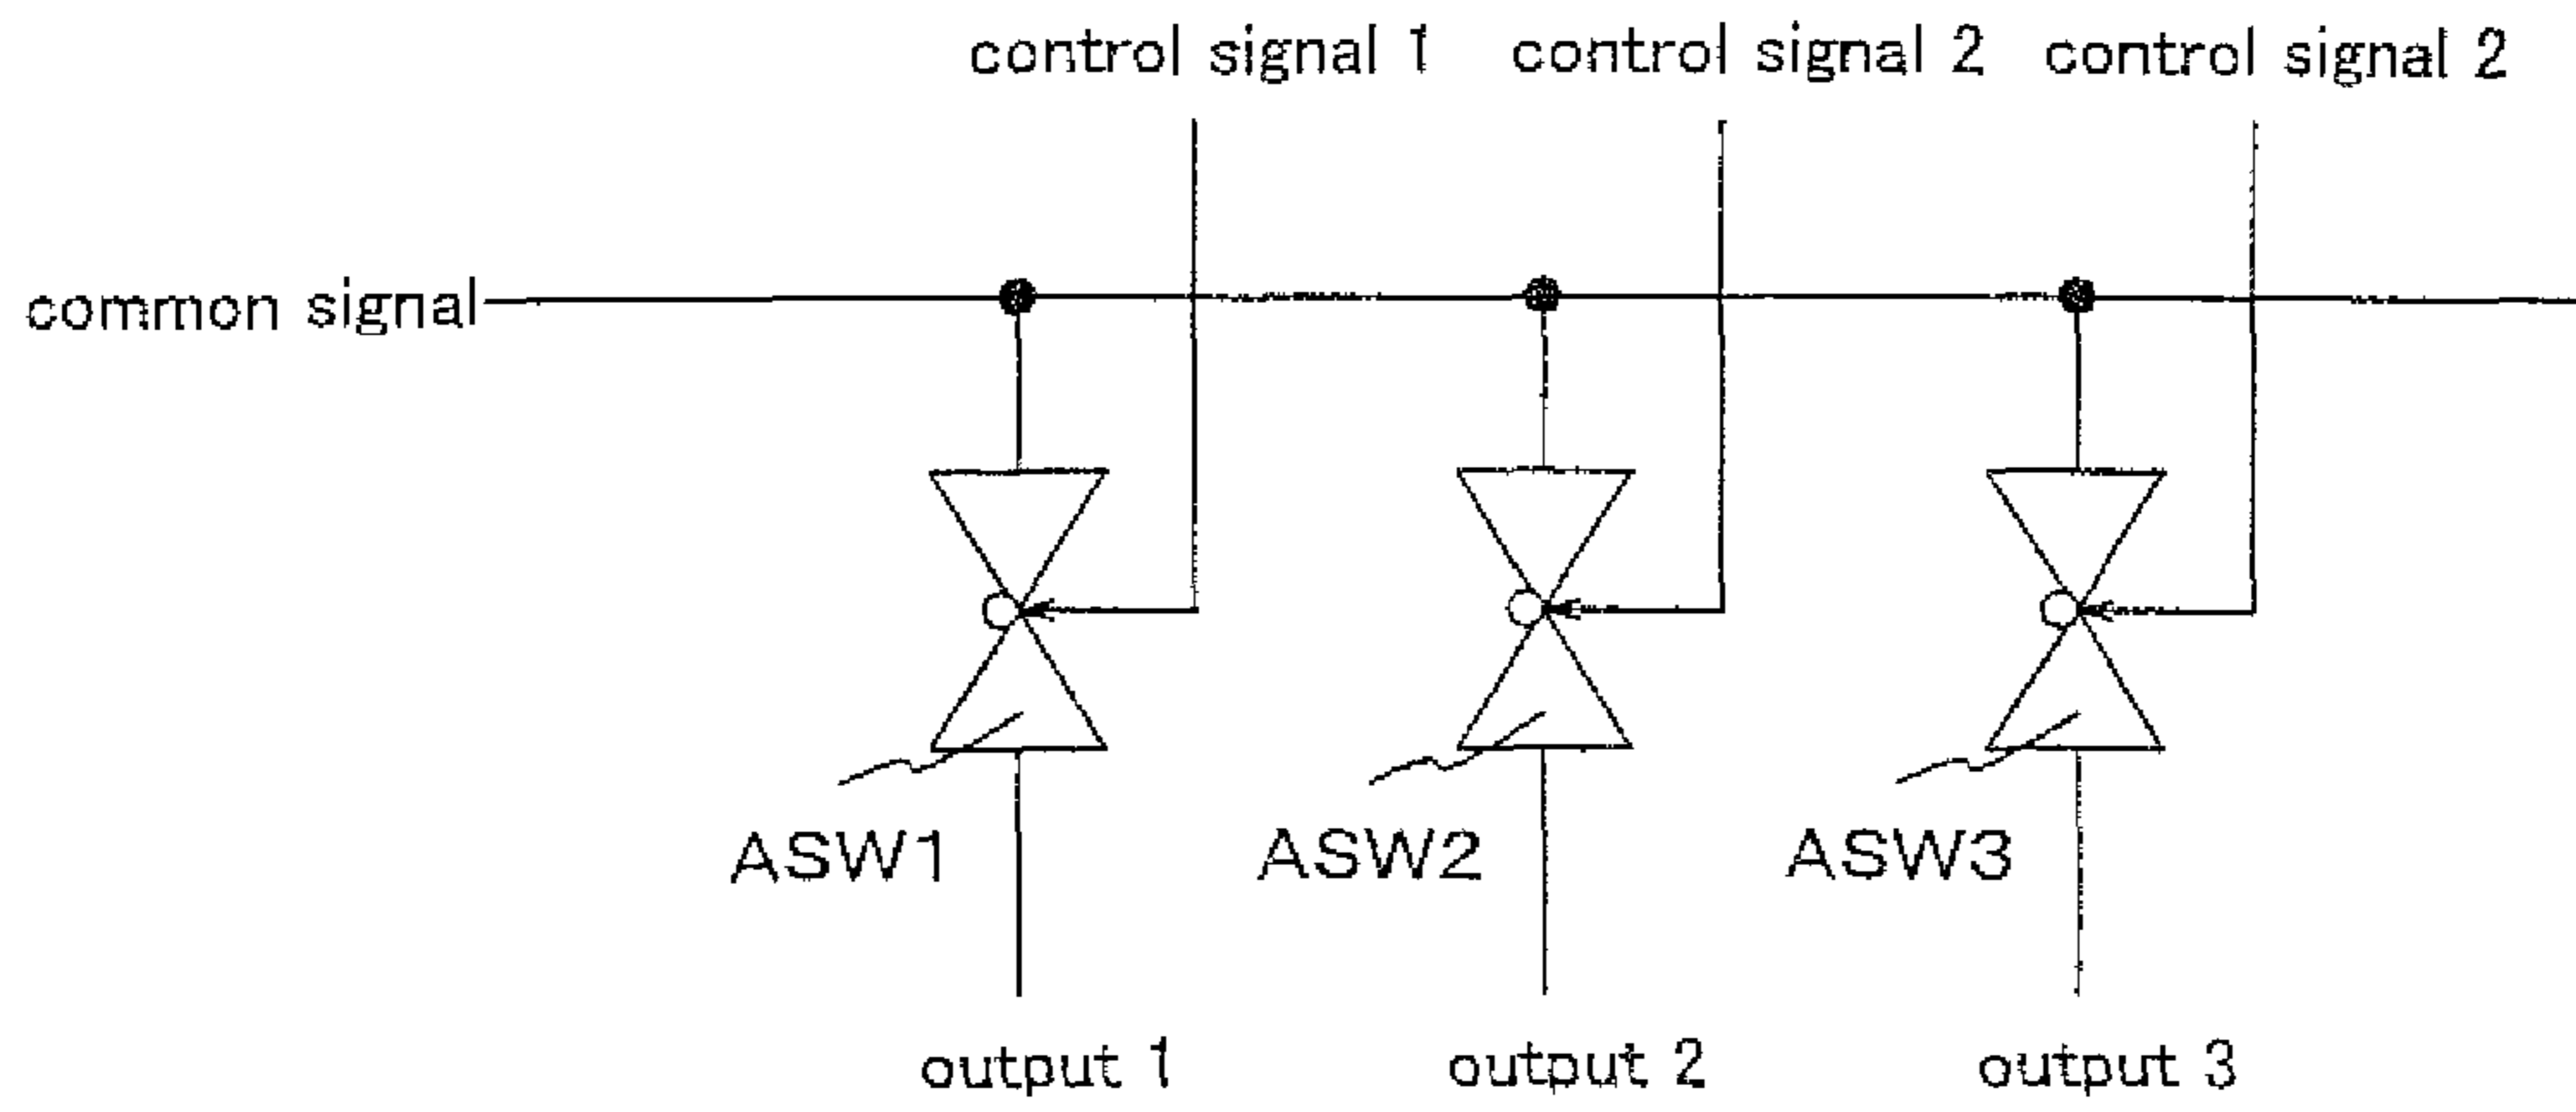 control signal 1 control signal 2 control signal 2
common signal
ASW1 ASW2 ASW3
output 1 output 2 output 3